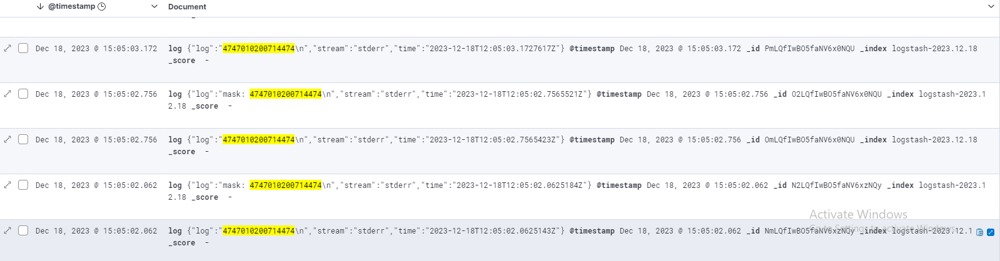 @timestamp Document
Dec 18, 2023 @ 15:05:03.172 log {"log":"4747010200714474\n","stream":"stderr","time":"2023-12-18T12:05:03.1727617Z"} @timestamp Dec 18, 2023 @ 15:05:03.172 _id PmLQfIwBO5faNV6x0NQU _index logstash-2023.12.18
_score -
Dec 18, 2023 @ 15:05:02.756 log {"log":"mask: 4747010200714474\n","stream":"stderr","time":"2023-12-18T12:05:02.7565521Z"} @timestamp Dec 18, 2023 @ 15:05:02.756 _id O2LQfIwBO5faNV6x0NQU _index logstash-2023.1
2.18 _score -
Dec 18, 2023 @ 15:05:02.756 log {"log":"4747010200714474\n","stream":"stderr","time":"2023-12-18T12:05:02.7565423Z"} @timestamp Dec 18, 2023 @ 15:05:02.756 _id OmLQfIwBO5faNV6x0NQU _index logstash-2023.12.18
_score -
Dec 18, 2023 @ 15:05:02.062 log {"log":"mask: 4747010200714474\n","stream":"stderr","time":"2023-12-18T12:05:02.0625184Z"} @timestamp Dec 18, 2023 @ 15:05:02.062 _id N2LQfIwBO5faNV6xzNQy _index logstash-2023.1
2.18 _score -
Activate Windows
Go to Settings to activate Windows.
Dec 18, 2023 @ 15:05:02.062 log {"log":"4747010200714474\n","stream":"stderr","time":"2023-12-18T12:05:02.0625143Z"} @timestamp Dec 18, 2023 @ 15:05:02.062 _id NmLQfIwBO5faNV6xzNQy _index logstash-2023.12.1
_score -